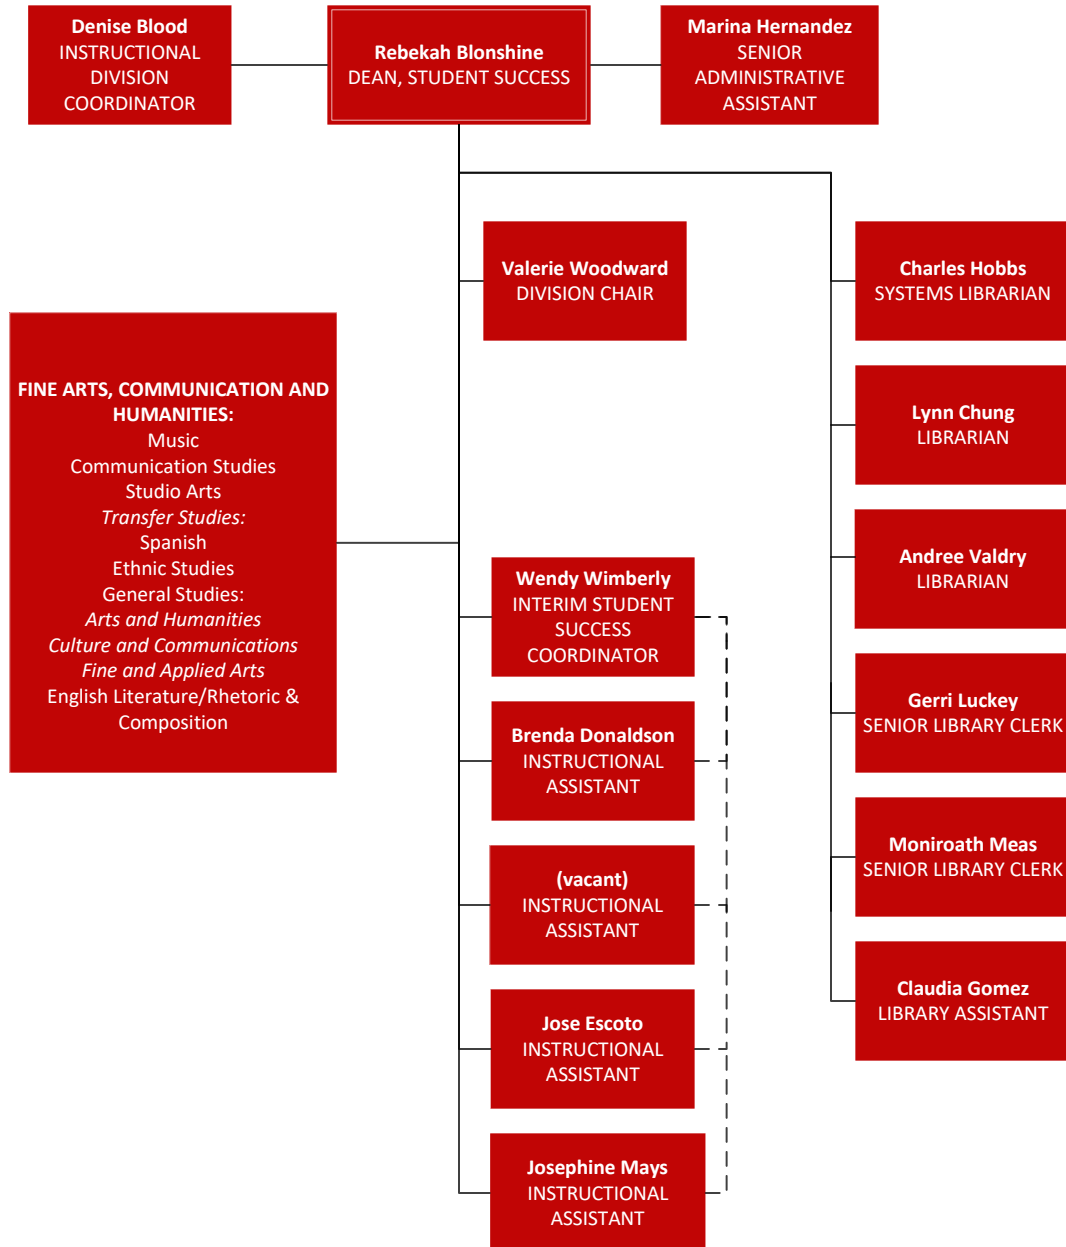 Denise Blood
INSTRUCTIONAL
DIVISION
COORDINATOR
Rebekah Blonshine
DEAN, STUDENT SUCCESS
Marina Hernandez
SENIOR
ADMINISTRATIVE
ASSISTANT
Valerie Woodward
DIVISION CHAIR
FINE ARTS, COMMUNICATION AND
HUMANITIES:
Music
Communication Studies
Studio Arts
Transfer Studies:
Spanish
Ethnic Studies
General Studies:
Arts and Humanities
Culture and Communications
Fine and Applied Arts
English Literature/Rhetoric &
Composition
Wendy Wimberly
INTERIM STUDENT
SUCCESS
COORDINATOR
Brenda Donaldson
INSTRUCTIONAL
ASSISTANT
(vacant)
INSTRUCTIONAL
ASSISTANT
Jose Escoto
INSTRUCTIONAL
ASSISTANT
Josephine Mays
INSTRUCTIONAL
ASSISTANT
Charles Hobbs
SYSTEMS LIBRARIAN
Lynn Chung
LIBRARIAN
Andree Valdry
LIBRARIAN
Gerri Luckey
SENIOR LIBRARY CLERK
Moniroath Meas
SENIOR LIBRARY CLERK
Claudia Gomez
LIBRARY ASSISTANT